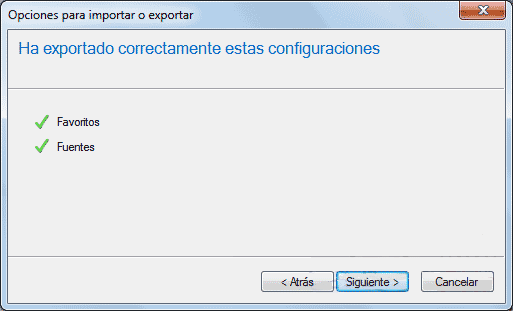 Opciones para importar o exportar
Ha exportado correctamente estas configuraciones
Favoritos
Fuentes
< Atrás Siguiente > Cancelar